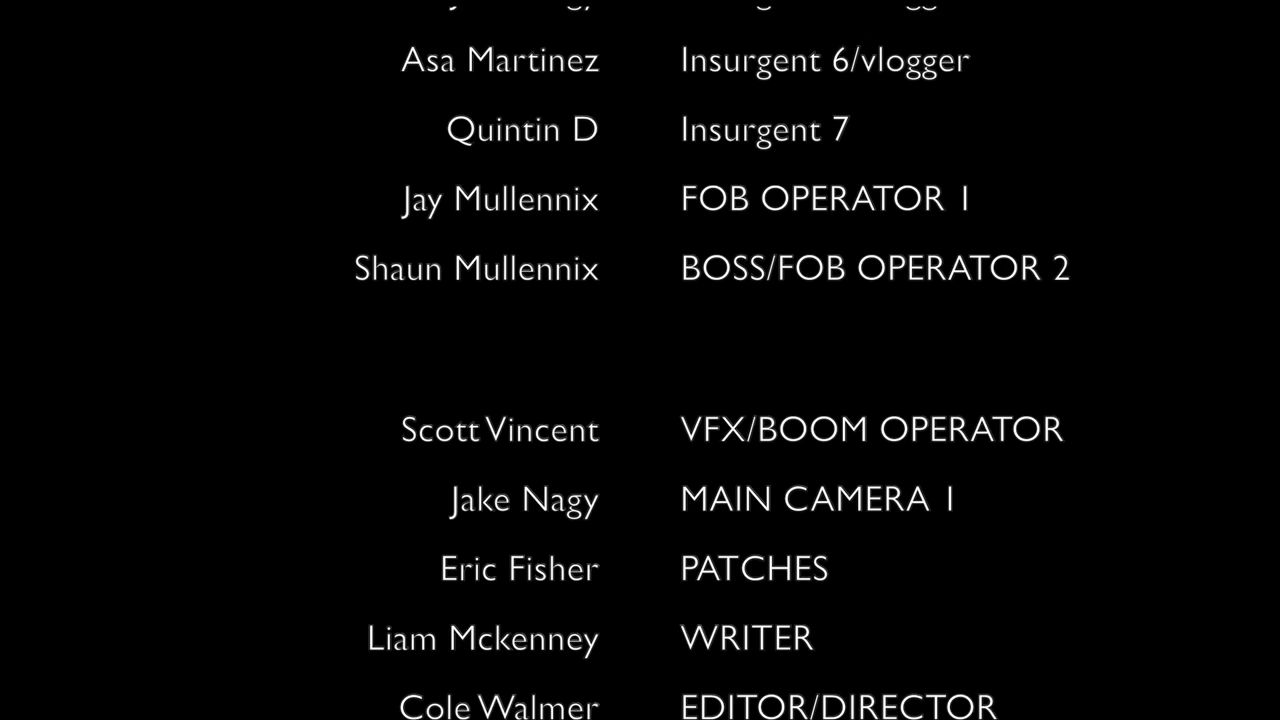 Asa Martinez Insurgent 6/vlogger
Quintin D Insurgent 7
Jay Mullennix FOB OPERATOR 1
Shaun Mullennix BOSS/FOB OPERATOR 2
Scott Vincent VFX/BOOM OPERATOR
Jake Nagy MAIN CAMERA 1
Eric Fisher PATCHES
Liam Mckenney WRITER
Cole Walmer EDITOR/DIRECTOR